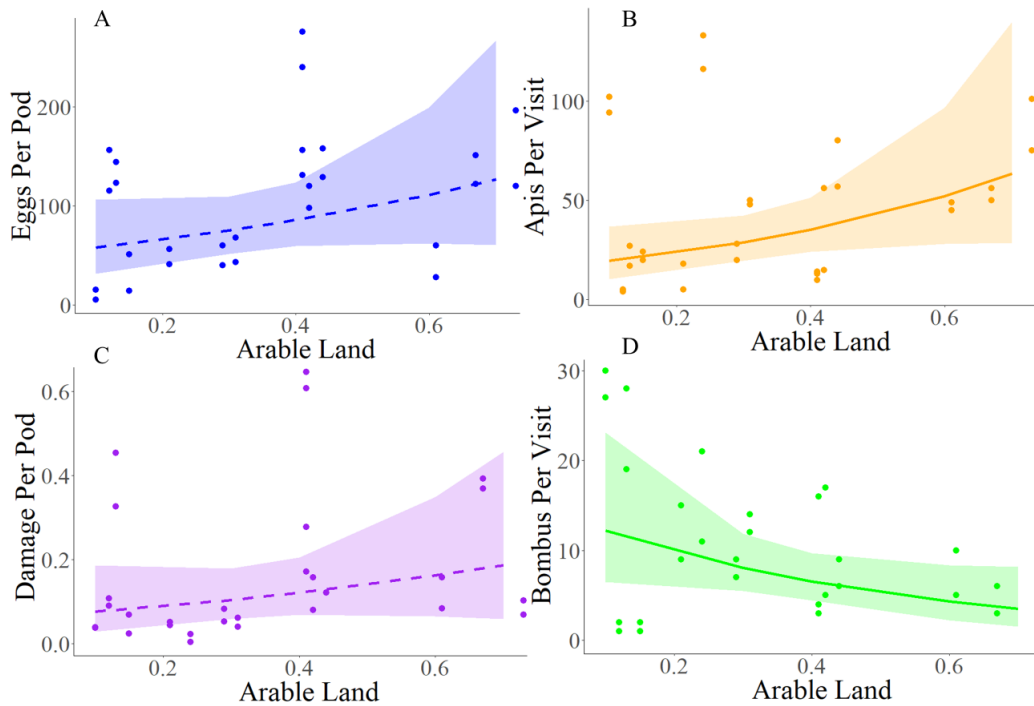 A
Eggs Per Pod
200
100
0
0.2
0.4
0.6
Arable Land
B
Apis Per Visit
100
50
0
0.2
0.4
0.6
Arable Land
C
Damage Per Pod
0.6
0.4
0.2
0.0
0.2
0.4
0.6
Arable Land
D
Bombus Per Visit
30
20
10
0
0.2
0.4
0.6
Arable Land